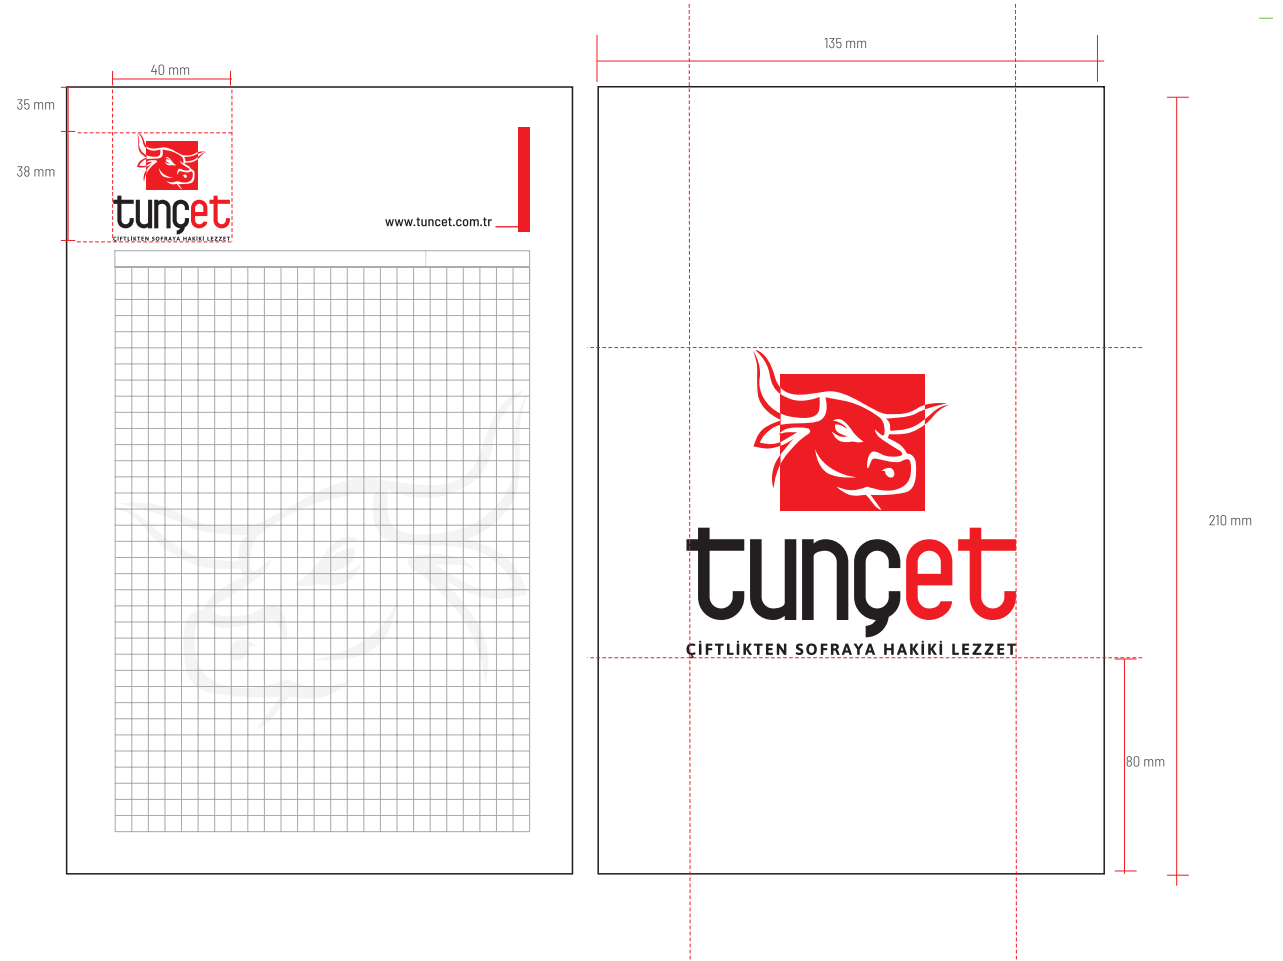 40 mm
35 mm
38 mm
tunçet
ÇİFTLİKTEN SOFRAYA HAKİKİ LEZZET
www.tuncet.com.tr
135 mm
tunçet
ÇİFTLİKTEN SOFRAYA HAKİKİ LEZZET
210 mm
80 mm